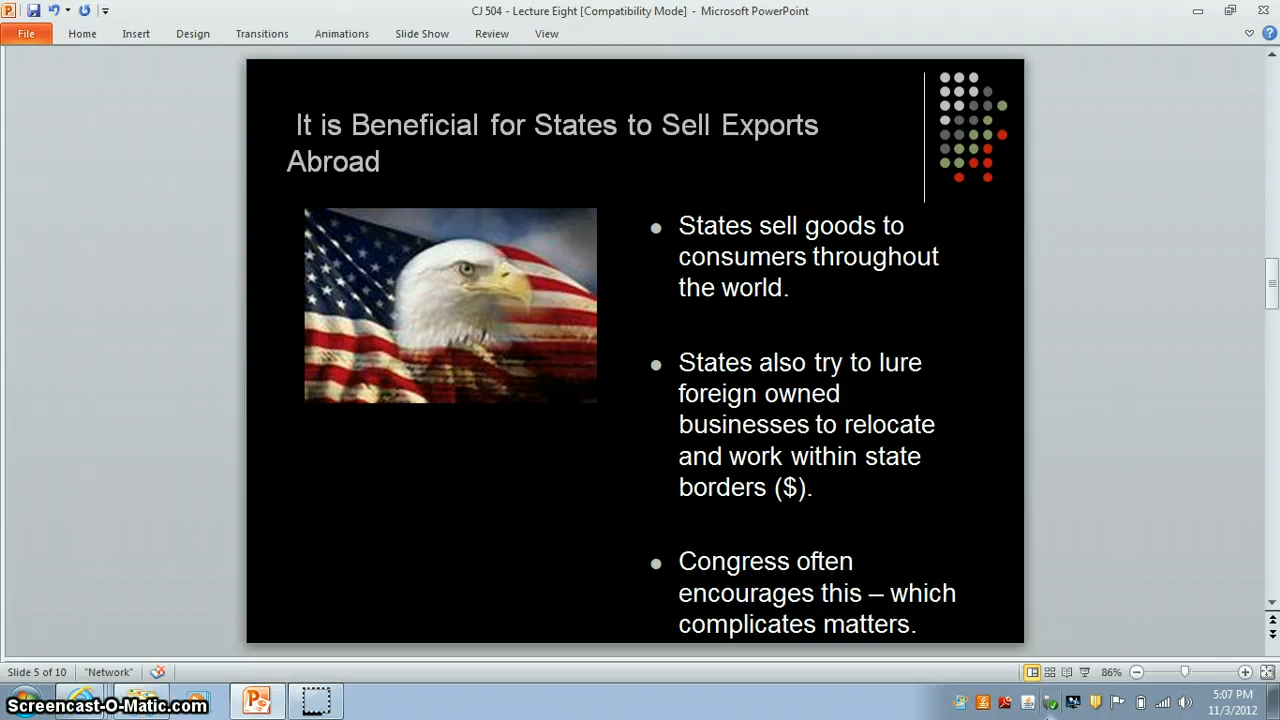 CJ 504 - Lecture Eight [Compatibility Mode] - Microsoft PowerPoint
File Home Insert Design Transitions Animations Slide Show Review View
It is Beneficial for States to Sell Exports
Abroad
States sell goods to
consumers throughout
the world.
States also try to lure
foreign owned
businesses to relocate
and work within state
borders ($).
Congress often
encourages this – which
complicates matters.
Slide 5 of 10 "Network" 86%
Screencast-O-Matic.com
5:07 PM
11/3/2012